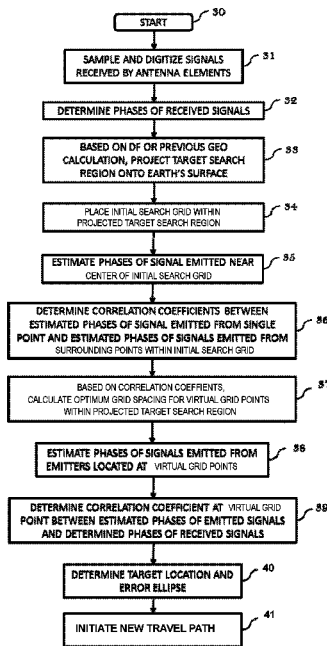 START
30
SAMPLE AND DIGITIZE SIGNALS
RECEIVED BY ANTENNA ELEMENTS
31
DETERMINE PHASES OF RECEIVED SIGNALS
32
BASED ON DF OR PREVIOUS GEO
CALCULATION, PROJECT TARGET SEARCH
REGION ONTO EARTH'S SURFACE
33
PLACE INITIAL SEARCH GRID WITHIN
PROJECTED TARGET SEARCH REGION
34
ESTIMATE PHASES OF SIGNAL EMITTED NEAR
CENTER OF INITIAL SEARCH GRID
35
DETERMINE CORRELATION COEFFICIENTS BETWEEN
ESTIMATED PHASES OF SIGNAL EMITTED FROM SINGLE
POINT AND ESTIMATED PHASES OF SIGNALS EMITTED FROM
SURROUNDING POINTS WITHIN INITIAL SEARCH GRID
36
BASED ON CORRELATION COEFFIENTS,
CALCULATE OPTIMUM GRID SPACING FOR VIRTUAL GRID POINTS
WITHIN PROJECTED TARGET SEARCH REGION
37
ESTIMATE PHASES OF SIGNALS EMITTED FROM
EMITTERS LOCATED AT VIRTUAL GRID POINTS
38
DETERMINE CORRELATION COEFFICIENT AT VIRTUAL GRID
POINT BETWEEN ESTIMATED PHASES OF EMITTED SIGNALS
AND DETERMINED PHASES OF RECEIVED SIGNALS
39
DETERMINE TARGET LOCATION AND
ERROR ELLIPSE
40
INITIATE NEW TRAVEL PATH
41